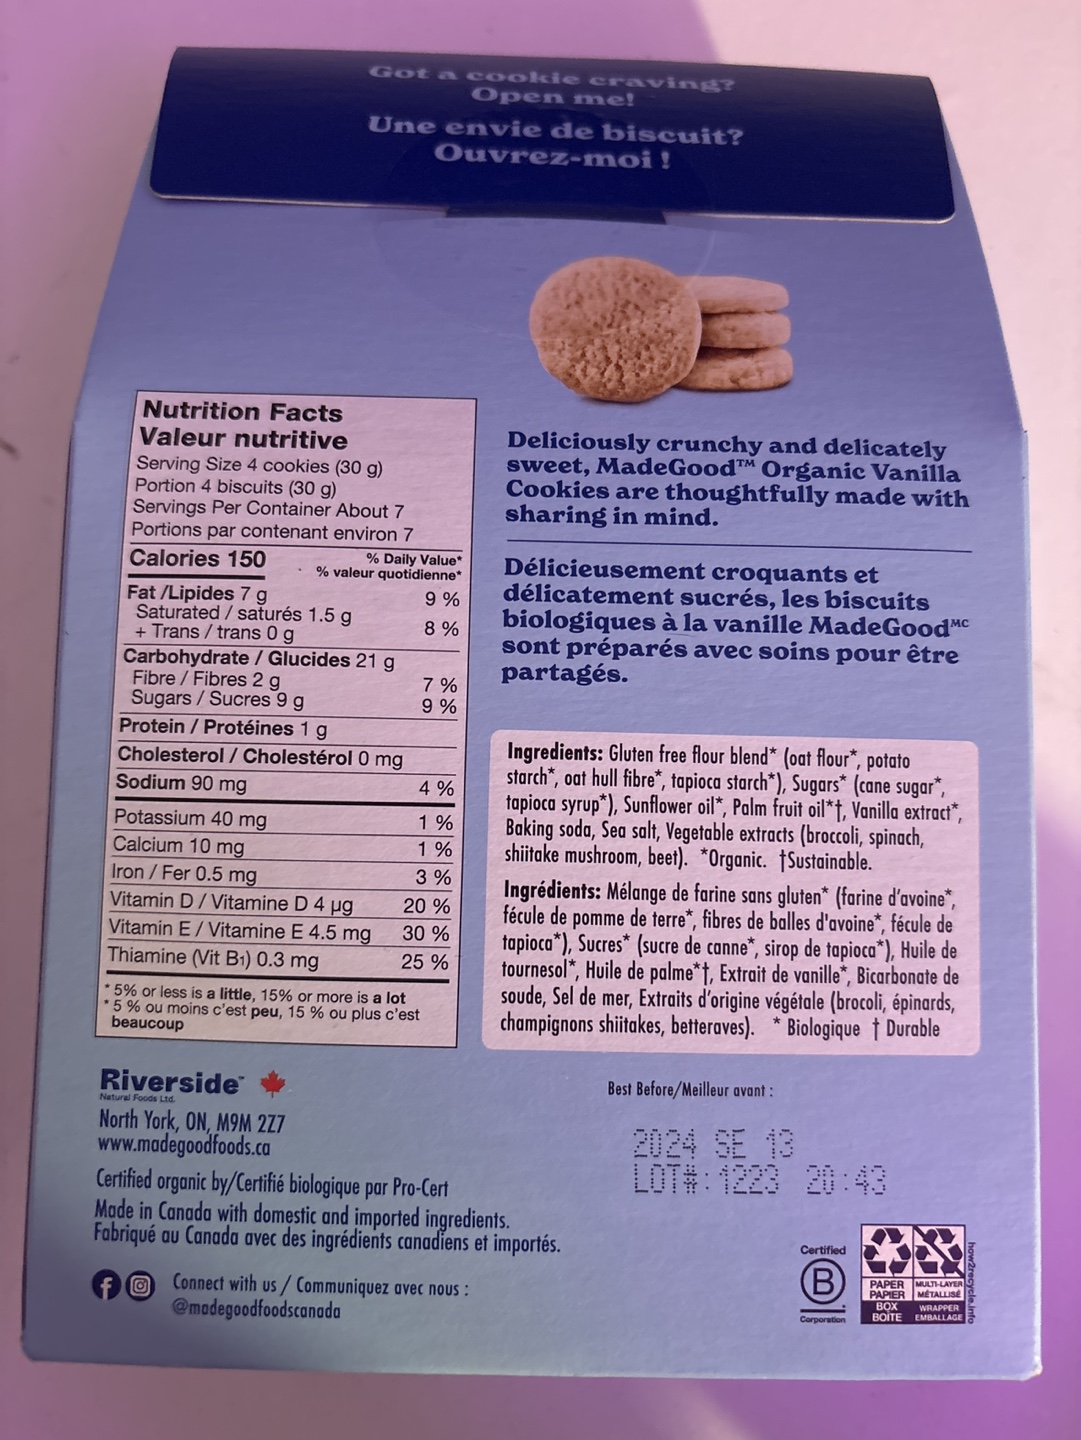 Got a cookie craving?
Open me!
Une envie de biscuit?
Ouvrez-moi !
Nutrition Facts
Valeur nutritive
Serving Size 4 cookies (30 g)
Portion 4 biscuits (30 g)
Servings Per Container About 7
Portions par contenant environ 7
Calories 150
% Daily Value*
% valeur quotidienne*
Fat /Lipides 7 g 9 %
Saturated / saturés 1.5 g
+ Trans / trans 0 g 8 %
Carbohydrate / Glucides 21 g
Fibre / Fibres 2 g 7 %
Sugars / Sucres 9 g 9 %
Protein / Protéines 1 g
Cholesterol / Cholestérol 0 mg
Sodium 90 mg 4 %
Potassium 40 mg 1 %
Calcium 10 mg 1 %
Iron / Fer 0.5 mg 3 %
Vitamin D / Vitamine D 4 µg 20 %
Vitamin E / Vitamine E 4.5 mg 30 %
Thiamine (Vit B1) 0.3 mg 25 %
* 5% or less is a little, 15% or more is a lot
* 5 % ou moins c'est peu, 15 % ou plus c'est
beaucoup
Deliciously crunchy and delicately
sweet, MadeGood™ Organic Vanilla
Cookies are thoughtfully made with
sharing in mind.
Délicieusement croquants et
délicatement sucrés, les biscuits
biologiques à la vanille MadeGoodMC
sont préparés avec soins pour être
partagés.
Ingredients: Gluten free flour blend* (oat flour*, potato
starch*, oat hull fibre*, tapioca starch*), Sugars* (cane sugar*,
tapioca syrup*), Sunflower oil*, Palm fruit oil*†, Vanilla extract*,
Baking soda, Sea salt, Vegetable extracts (broccoli, spinach,
shiitake mushroom, beet). *Organic. †Sustainable.
Ingrédients: Mélange de farine sans gluten* (farine d'avoine*,
fécule de pomme de terre*, fibres de balles d'avoine*, fécule de
tapioca*), Sucres* (sucre de canne*, sirop de tapioca*), Huile de
tournesol*, Huile de palme*†, Extrait de vanille*, Bicarbonate de
soude, Sel de mer, Extraits d'origine végétale (brocoli, épinards,
champignons shiitakes, betteraves). * Biologique † Durable
Riverside™
Natural Foods Ltd.
North York, ON, M9M 2Z7
www.madegoodfoods.ca
Certified organic by/Certifié biologique par Pro-Cert
Made in Canada with domestic and imported ingredients.
Fabriqué au Canada avec des ingrédients canadiens et importés.
Connect with us / Communiquez avec nous :
@madegoodfoodscanada
Best Before/Meilleur avant :
2024 SE 13
LOT#: 1223 20:43
Certified
B
Corporation
PAPER
PAPIER
BOX
BOÎTE
MULTI-LAYER
MÉTALLISÉ
WRAPPER
EMBALLAGE
how2recycle.info